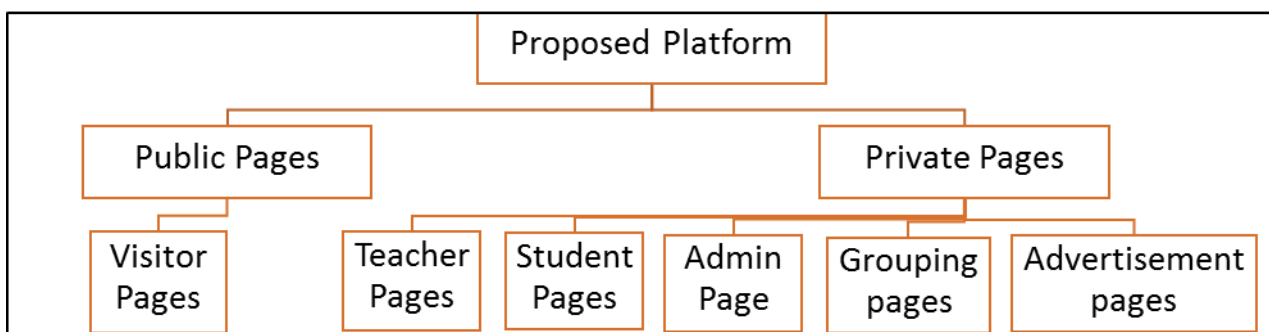 Proposed Platform
Public Pages
Private Pages
Visitor
Pages
Teacher
Pages
Student
Pages
Admin
Page
Grouping
pages
Advertisement
pages